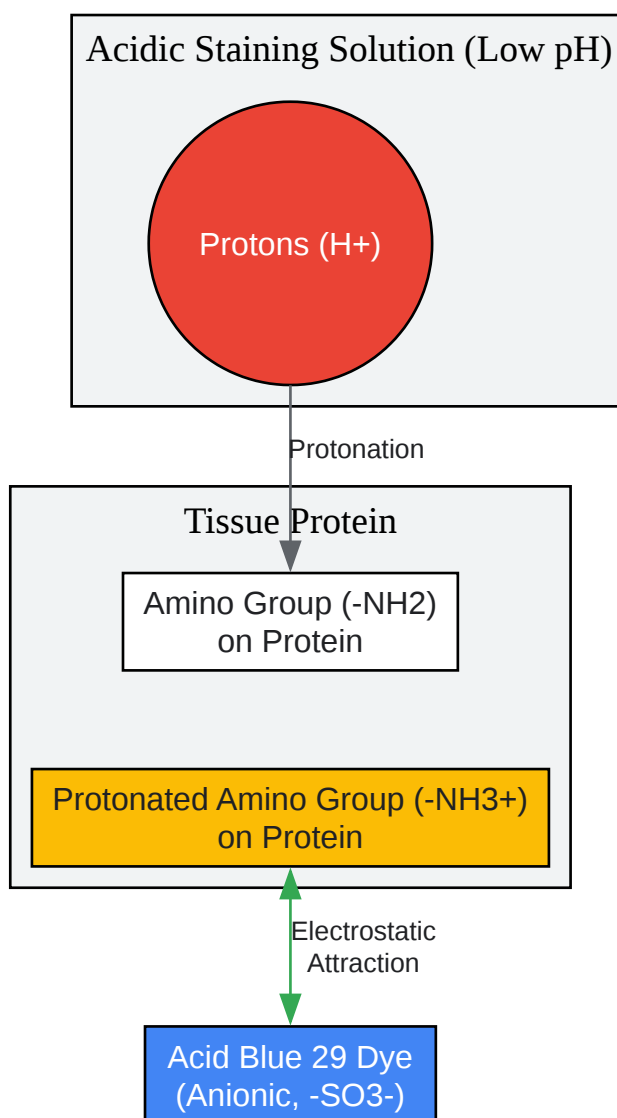 Acidic Staining Solution (Low pH)
Protons (H+)
Protonation
Tissue Protein
Amino Group (-NH2)
on Protein
Protonated Amino Group (-NH3+)
on Protein
Electrostatic
Attraction
Acid Blue 29 Dye
(Anionic, -SO3-)